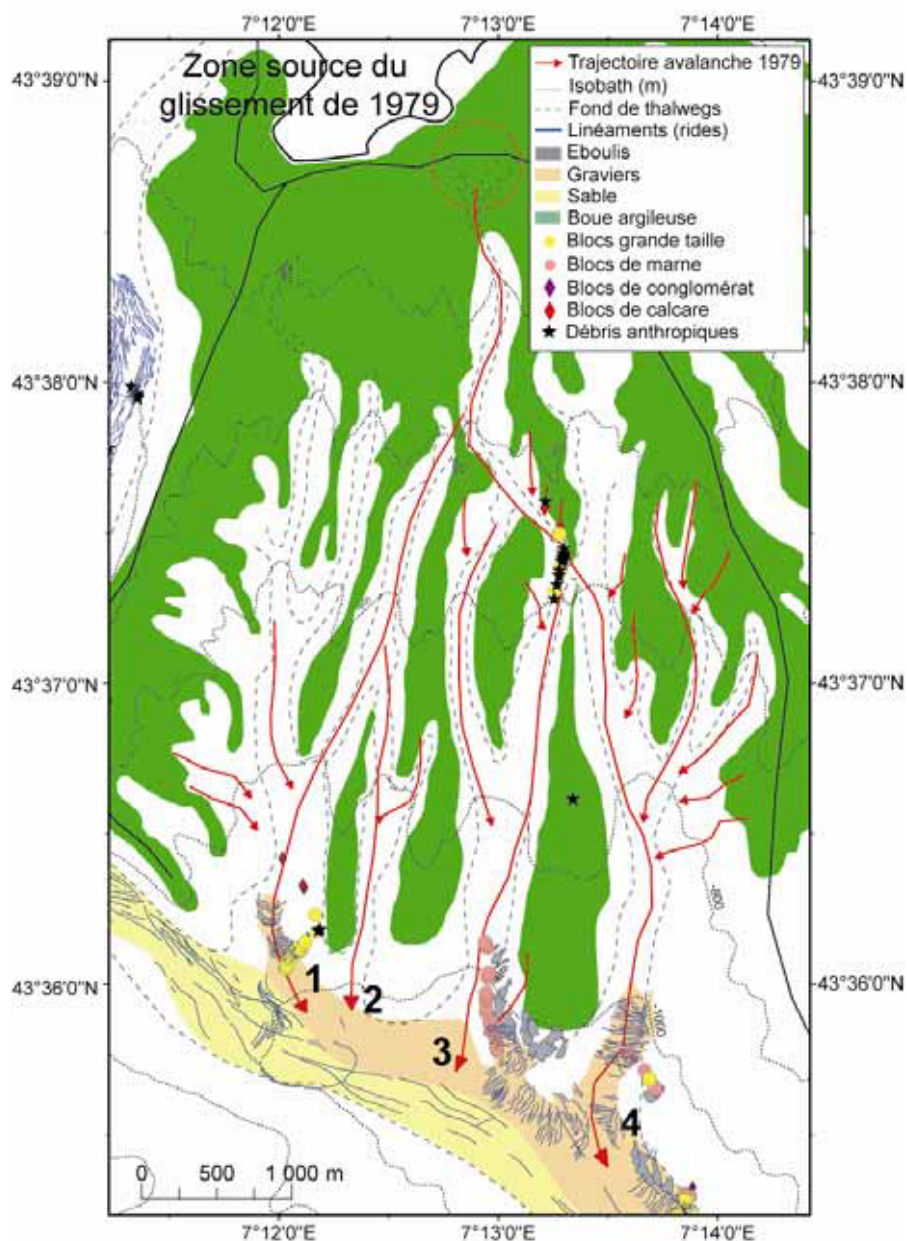 7°12'0"E
7°13'0"E
7°14'0"E
43°39'0"N
43°39'0"N
Zone source du
glissement de 1979
Trajectoire avalanche 1979
Isobath (m)
Fond de thalwegs
Linéaments (rides)
Eboulis
Graviers
Sable
Boue argileuse
Blocs grande taille
Blocs de marne
Blocs de conglomérat
Blocs de calcare
Débris anthropiques
43°38'0"N
43°38'0"N
43°37'0"N
43°37'0"N
-800
43°36'0"N
43°36'0"N
1
2
3
4
-1000
0 500 1 000 m
7°12'0"E
7°13'0"E
7°14'0"E